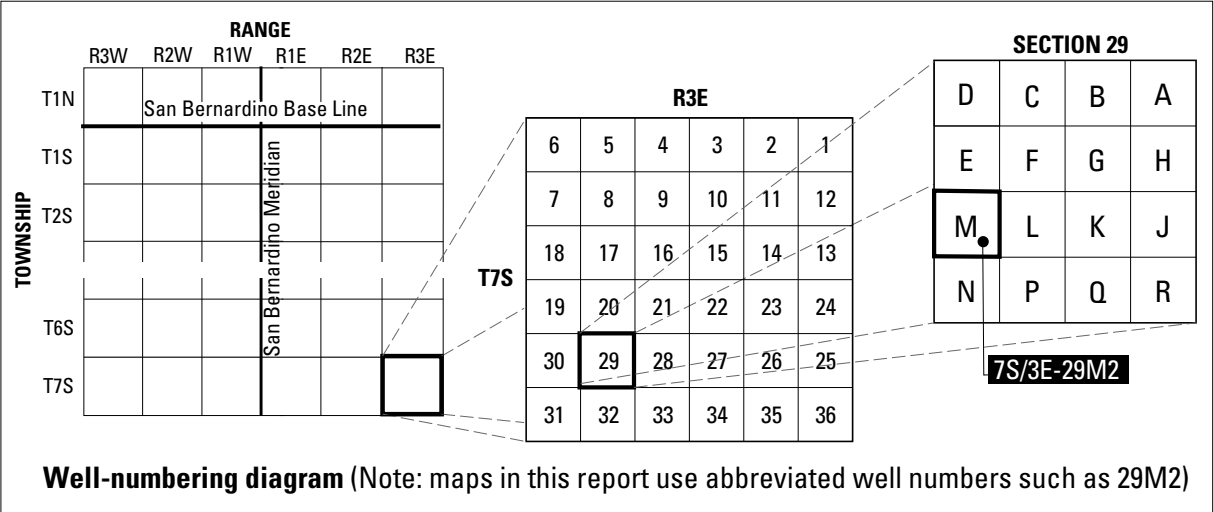 RANGE
R3W R2W R1W R1E R2E R3E
T1N
San Bernardino Base Line
T1S
T2S
T6S
T7S
TOWNSHIP
San Bernardino Meridian
R3E
T7S
6 5 4 3 2 1
7 8 9 10 11 12
18 17 16 15 14 13
19 20 21 22 23 24
30 29 28 27 26 25
31 32 33 34 35 36
SECTION 29
D C B A
E F G H
M L K J
N P Q R
7S/3E-29M2
Well-numbering diagram (Note: maps in this report use abbreviated well numbers such as 29M2)